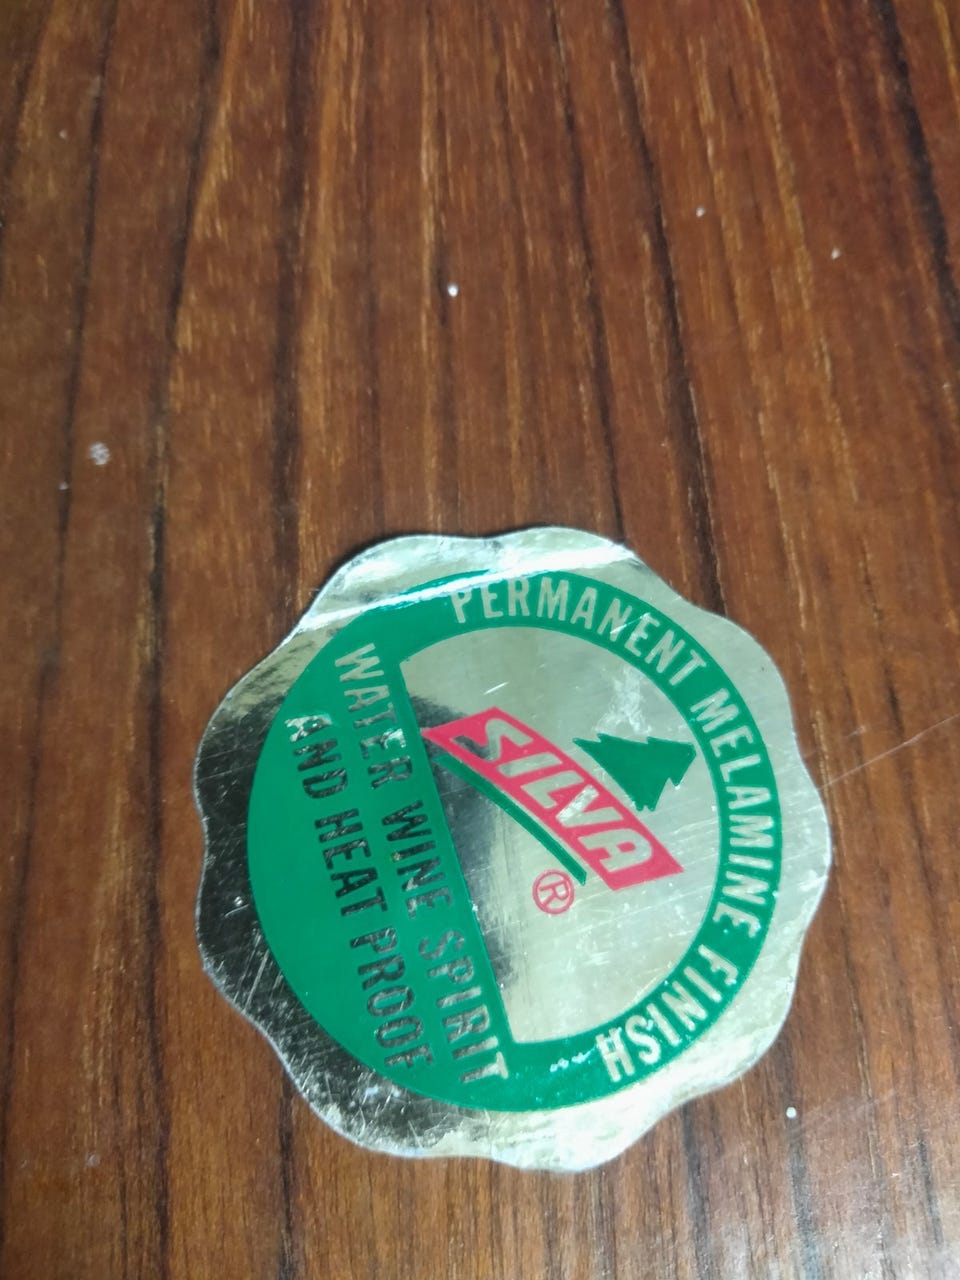 PERMANENT MELAMINE FINISH
SILVA
®
WATER WINE SPIRIT
AND HEAT PROOF